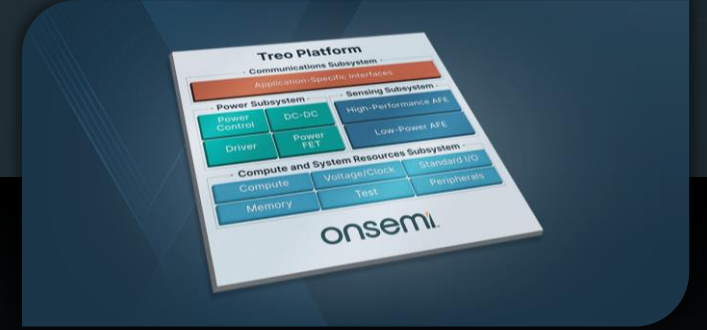 Treo Platform
Communications Subsystem
Application-Specific Interfaces
Power Subsystem
Power Control
DC-DC
Driver
Power FET
Sensing Subsystem
High-Performance AFE
Low-Power AFE
Compute and System Resources Subsystem
Compute
Voltage/Clock
Standard I/O
Memory
Test
Peripherals
onsemi